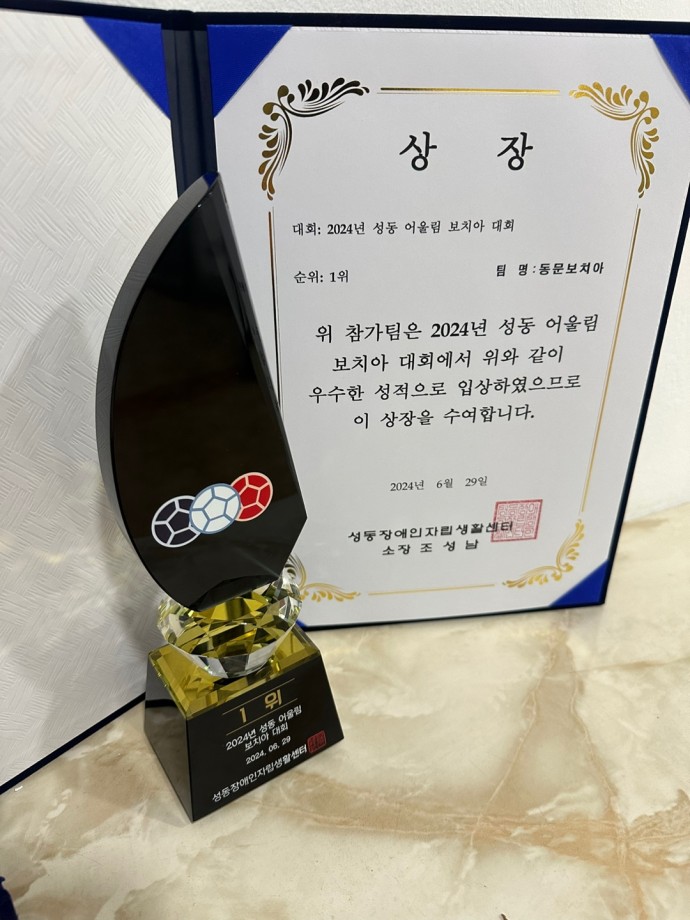 상 장
대회: 2024년 성동 어울림 보치아 대회
순위: 1위
팀 명:동문보치아
위 참가팀은 2024년 성동 어울림
보치아 대회에서 위와 같이
우수한 성적으로 입상하였으므로
이 상장을 수여합니다.
2024년 6월 29일
성동장애인자립생활센터
소장 조 성 남
1 위
2024년 성동 어울림
보치아 대회
2024. 06. 29
성동장애인자립생활센터